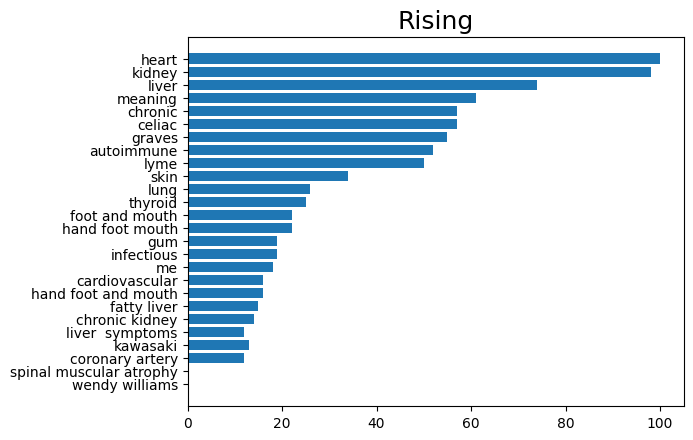 Rising
heart
kidney
liver
meaning
chronic
celiac
graves
autoimmune
lyme
skin
lung
thyroid
foot and mouth
hand foot mouth
gum
infectious
me
cardiovascular
hand foot and mouth
fatty liver
chronic kidney
liver  symptoms
kawasaki
coronary artery
spinal muscular atrophy
wendy williams
0 20 40 60 80 100